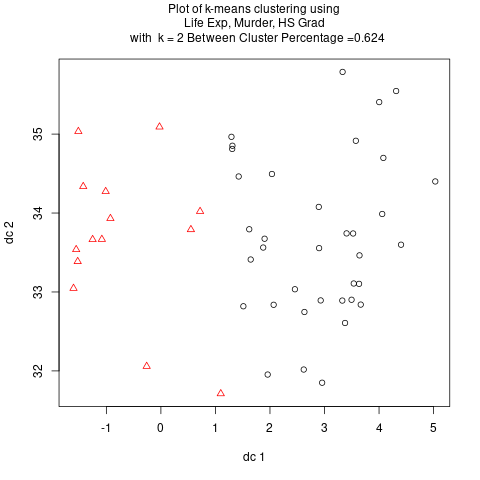 Plot of k-means clustering using
Life Exp, Murder, HS Grad
with  k = 2 Between Cluster Percentage =0.624
dc 2
35
34
33
32
-1 0 1 2 3 4 5
dc 1